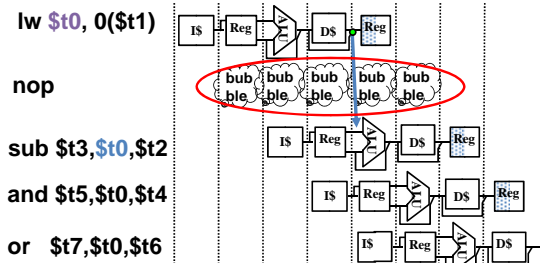 lw $t0, 0($t1) I$ Reg ALU D$ Reg
nop bub bub bub bub bub
ble ble ble ble ble
sub $t3,$t0,$t2 I$ Reg ALU D$ Reg
and $t5,$t0,$t4 I$ Reg ALU D$ Reg
or $t7,$t0,$t6 I$ Reg ALU D$